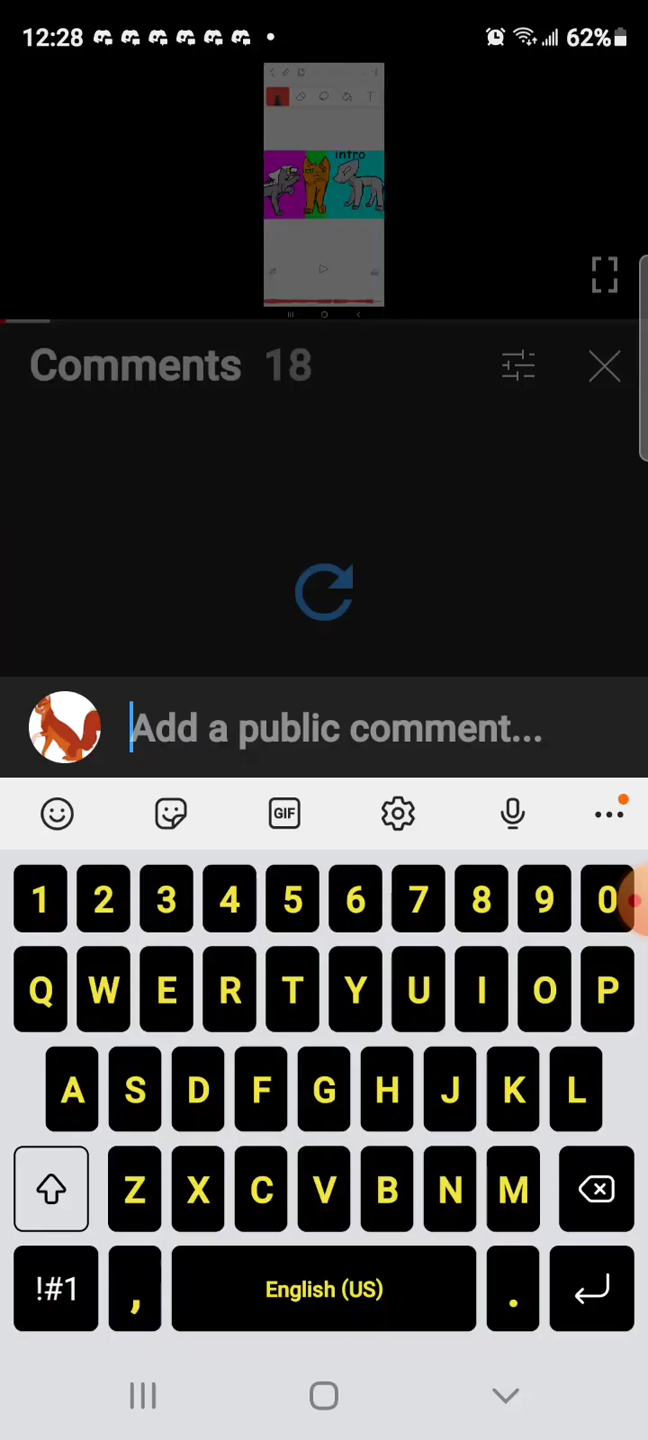 12:28 62%
T
intro
Comments 18
Add a public comment...
GIF
1 2 3 4 5 6 7 8 9 0
Q W E R T Y U I O P
A S D F G H J K L
Z X C V B N M
!#1 , English (US) .